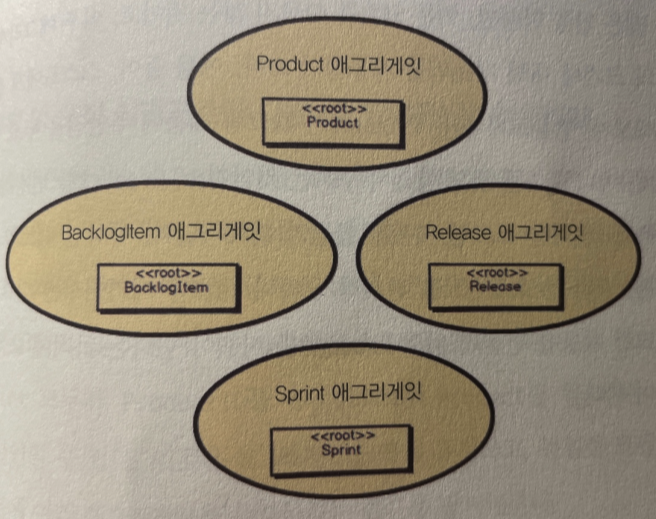 Product 애그리게잇
<<root>>
Product
BacklogItem 애그리게잇
<<root>>
BacklogItem
Release 애그리게잇
<<root>>
Release
Sprint 애그리게잇
<<root>>
Sprint